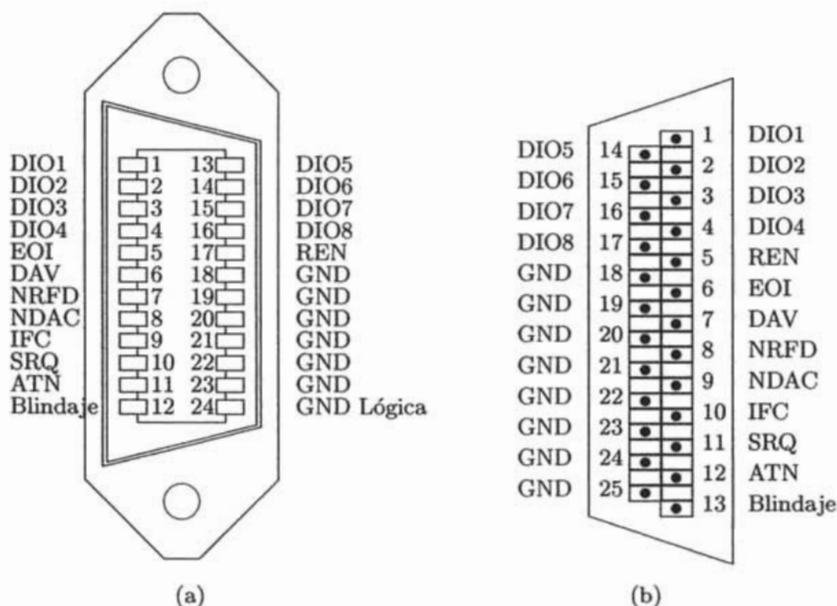 DIO1 1 13 DIO5
DIO2 2 14 DIO6
DIO3 3 15 DIO7
DIO4 4 16 DIO8
EOI 5 17 REN
DAV 6 18 GND
NRFD 7 19 GND
NDAC 8 20 GND
IFC 9 21 GND
SRQ 10 22 GND
ATN 11 23 GND
Blindaje 12 24 GND Lógica
(a)
1 DIO1
DIO5 14
2 DIO2
DIO6 15
3 DIO3
DIO7 16
4 DIO4
DIO8 17
5 REN
GND 18
6 EOI
GND 19
7 DAV
GND 20
8 NRFD
GND 21
9 NDAC
GND 22
10 IFC
GND 23
11 SRQ
GND 24
12 ATN
GND 25
13 Blindaje
(b)